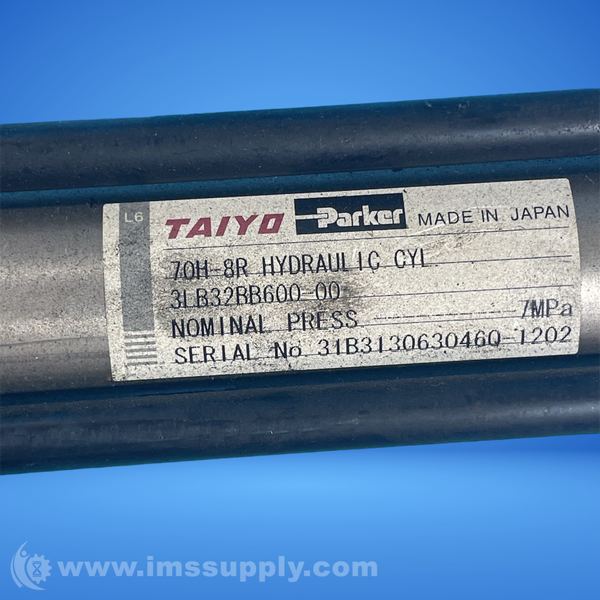 L6 TAIYO Parker MADE IN JAPAN
70H-8R HYDRAULIC CYL.
3LB32BB600-00
NOMINAL PRESS 7MPa
SERIAL No 31B3130630460-1202
www.imssupply.com